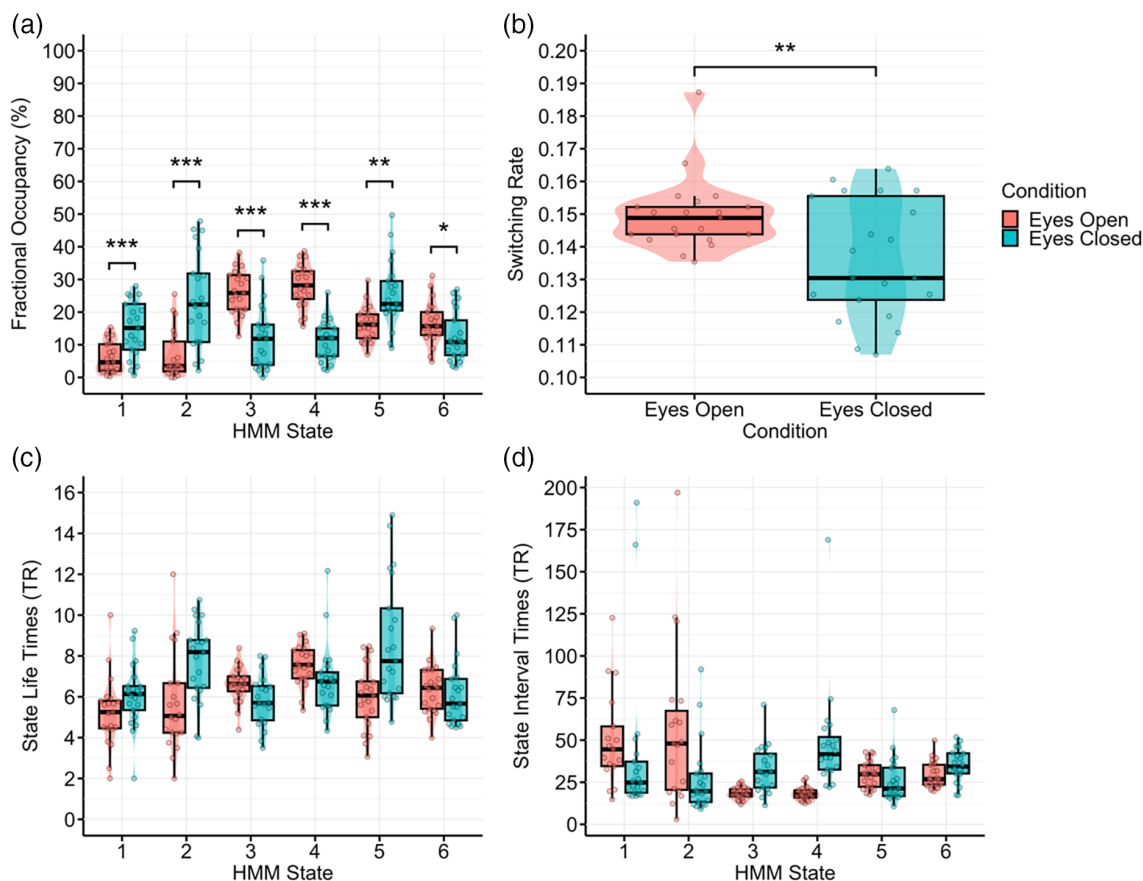 (a)
Fractional Occupancy (%)
100
90
80
70
60
50
40
30
20
10
0
***
***
***
***
**
*
1 2 3 4 5 6
HMM State
(b)
Switching Rate
0.20
0.19
0.18
0.17
0.16
0.15
0.14
0.13
0.12
0.11
0.10
**
Eyes Open Eyes Closed
Condition
Condition
Eyes Open
Eyes Closed
(c)
State Life Times (TR)
16
14
12
10
8
6
4
2
0
1 2 3 4 5 6
HMM State
(d)
State Interval Times (TR)
200
175
150
125
100
75
50
25
0
1 2 3 4 5 6
HMM State